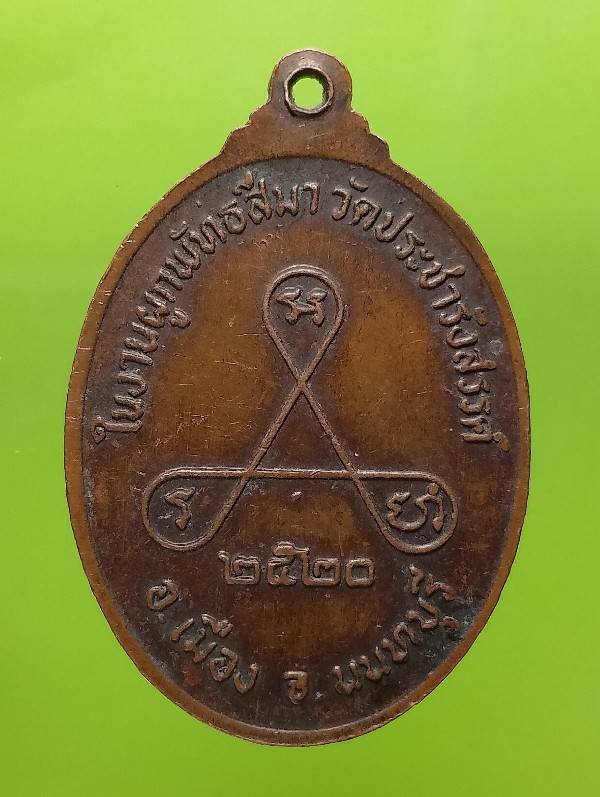 ในงานผูกพัทธสีมา วัดประชารังสรรค์
๒๕๒๐
อ.เมือง จ.นนทบุรี